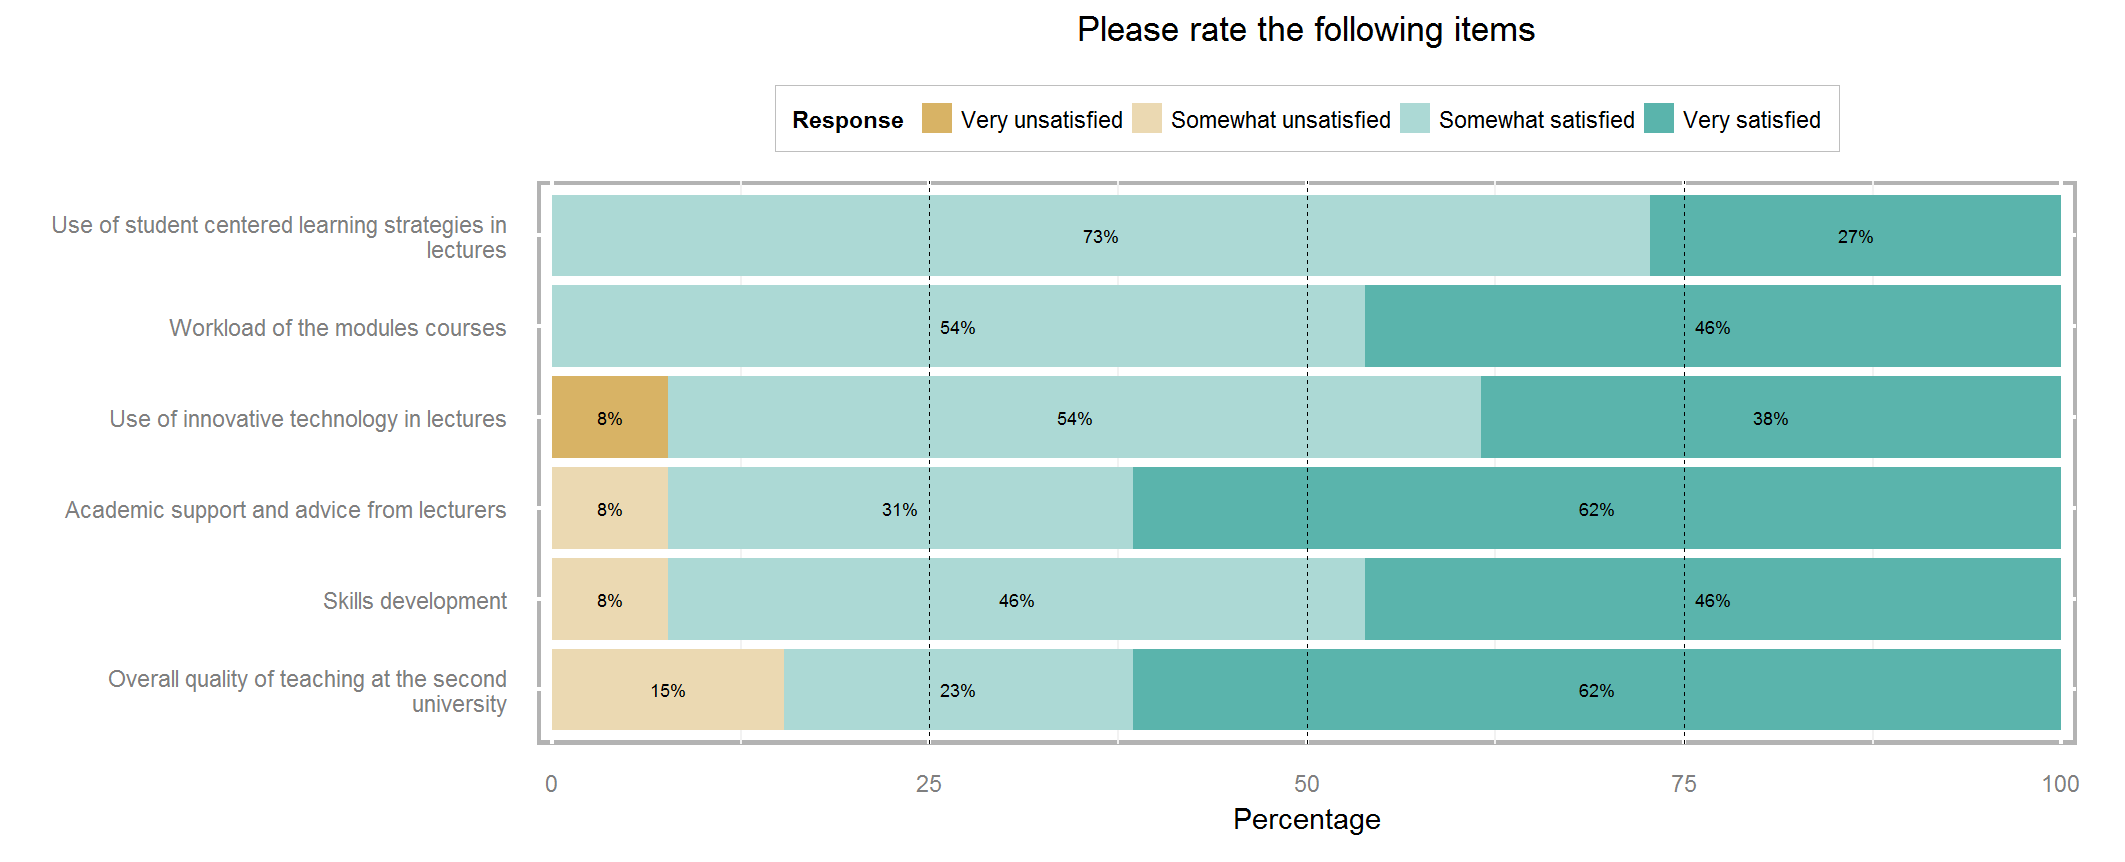 Please rate the following items
Response Very unsatisfied Somewhat unsatisfied Somewhat satisfied Very satisfied
Use of student centered learning strategies in
lectures
73% 27%
Workload of the modules courses
54% 46%
Use of innovative technology in lectures
8% 54% 38%
Academic support and advice from lecturers
8% 31% 62%
Skills development
8% 46% 46%
Overall quality of teaching at the second
university
15% 23% 62%
0 25 50 75 100
Percentage